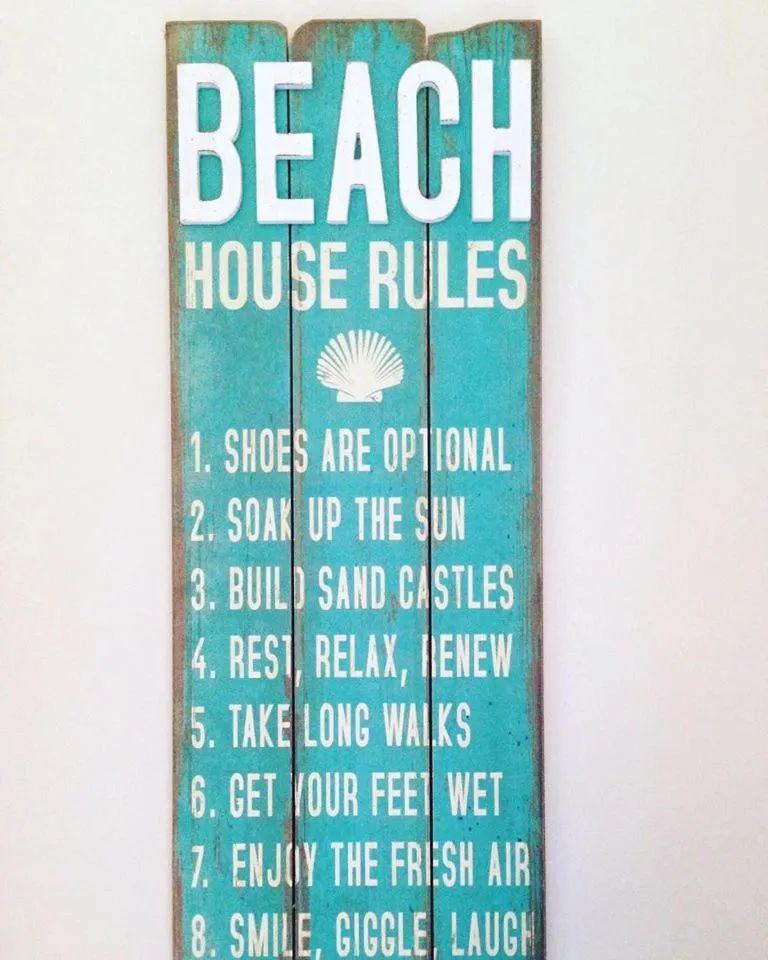 BEACH
HOUSE RULES
1. SHOES ARE OPTIONAL
2. SOAK UP THE SUN
3. BUILD SAND CASTLES
4. REST, RELAX, RENEW
5. TAKE LONG WALKS
6. GET YOUR FEET WET
7. ENJOY THE FRESH AIR
8. SMILE, GIGGLE, LAUGH